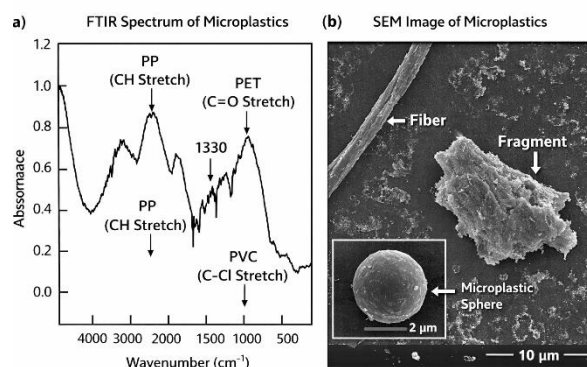 a) FTIR Spectrum of Microplastics
1.2
1.0
0.8
0.6
0.4
0.2
0.0
Abssornaace
PP
(CH Stretch)
PET
(C=O Stretch)
1330
PP
(CH Stretch)
PVC
(C-Cl Stretch)
4000 3000 2000 1500 1000 500
Wavenumber (cm⁻¹)
(b) SEM Image of Microplastics
Fiber
Fragment
Microplastic
Sphere
2 μm
10 μm